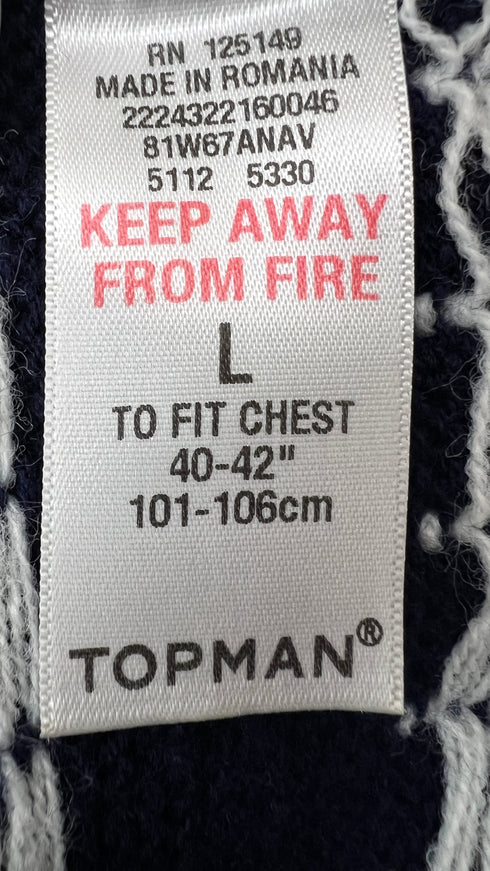 RN 125149
MADE IN ROMANIA
2224322160046
81W67ANAV
5112 5330
KEEP AWAY
FROM FIRE
L
TO FIT CHEST
40-42"
101-106cm
TOPMAN®